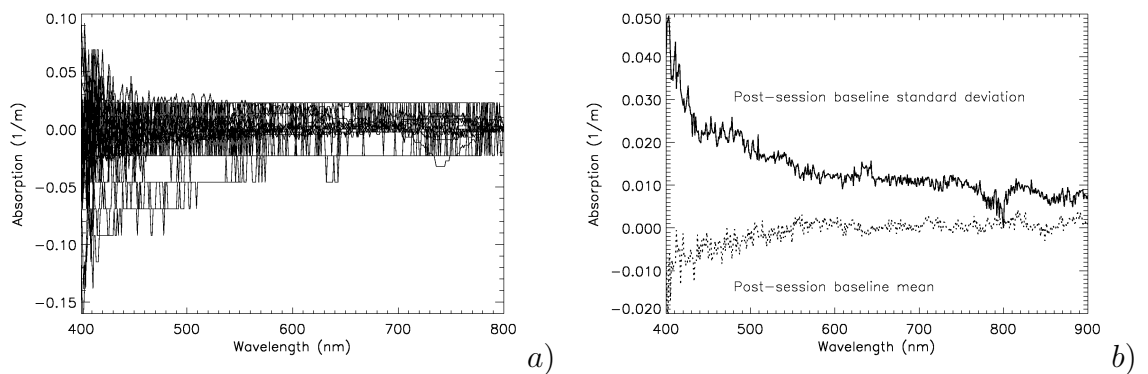 0.10
0.05
0.00
−0.05
−0.10
−0.15
Absorption (1/m)
400 500 600 700 800
Wavelength (nm)
a)
0.050
0.040
0.030
0.020
0.010
0.000
−0.010
−0.020
Absorption (1/m)
Post−session baseline standard deviation
Post−session baseline mean
400 500 600 700 800 900
Wavelength (nm)
b)